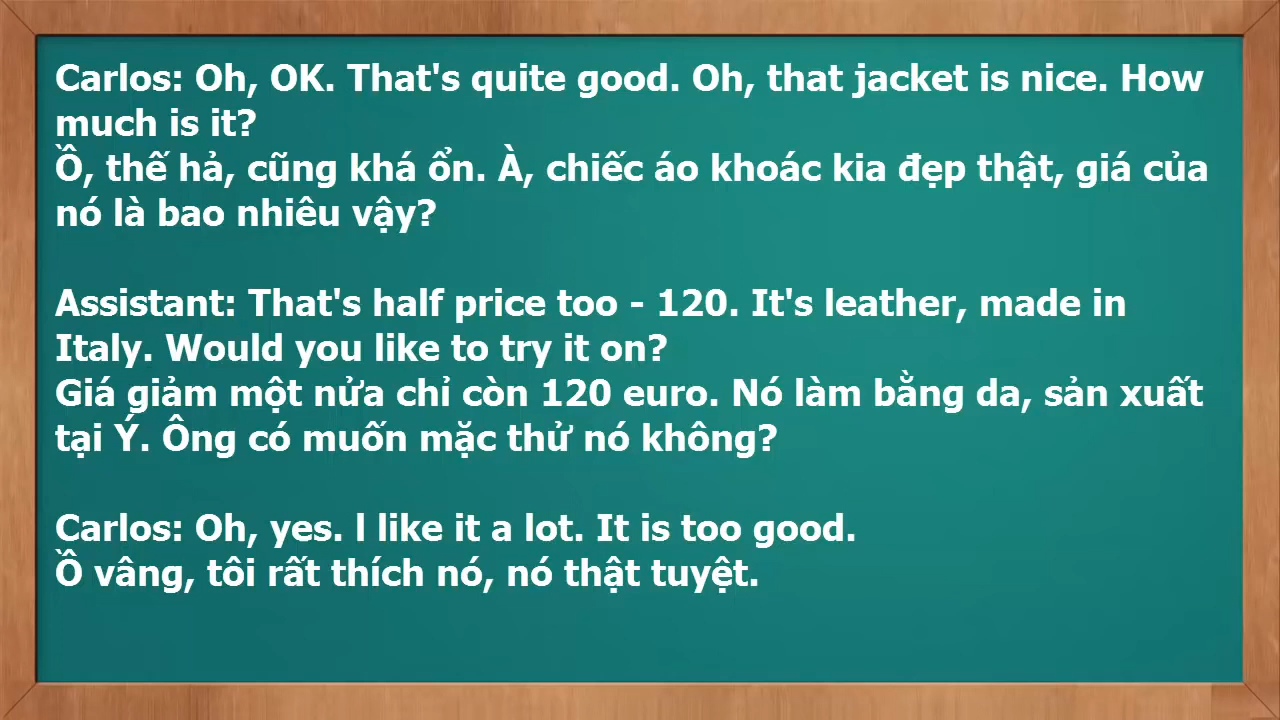 Carlos: Oh, OK. That's quite good. Oh, that jacket is nice. How
much is it?
Ồ, thế hả, cũng khá ổn. À, chiếc áo khoác kia đẹp thật, giá của
nó là bao nhiêu vậy?
Assistant: That's half price too - 120. It's leather, made in
Italy. Would you like to try it on?
Giá giảm một nửa chỉ còn 120 euro. Nó làm bằng da, sản xuất
tại Ý. Ông có muốn mặc thử nó không?
Carlos: Oh, yes. l like it a lot. It is too good.
Ồ vâng, tôi rất thích nó, nó thật tuyệt.